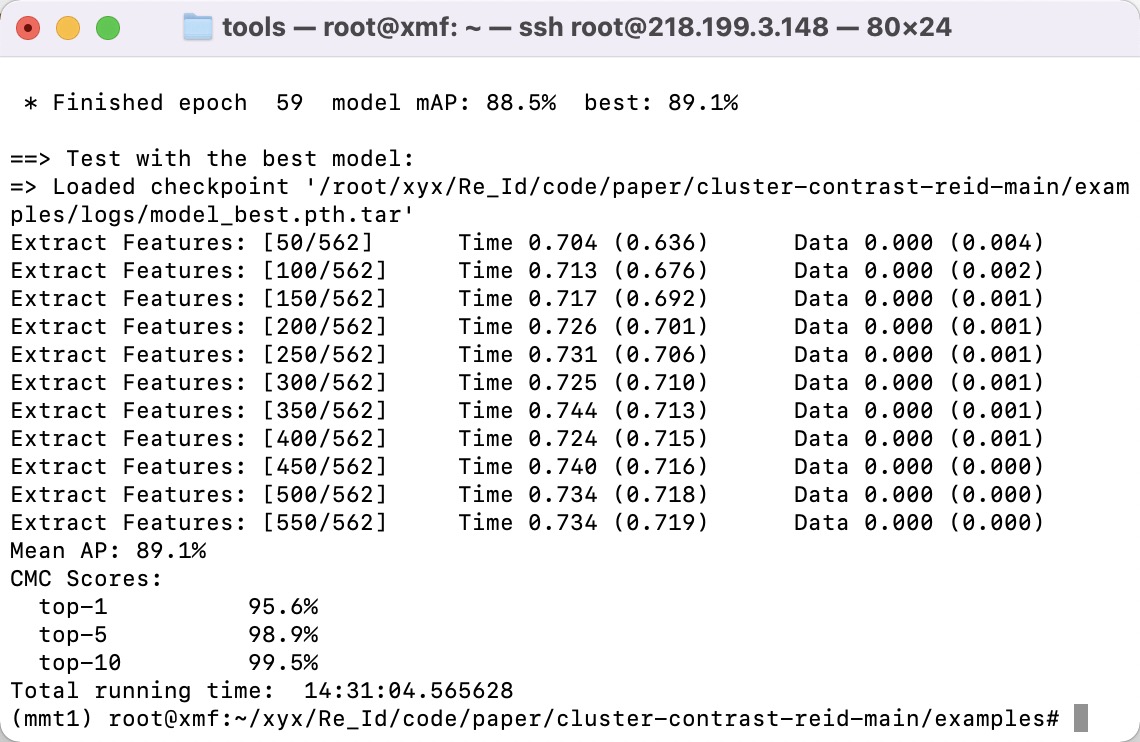 tools — root@xmf: ~ — ssh root@218.199.3.148 — 80×24
* Finished epoch  59  model mAP: 88.5%  best: 89.1%
==> Test with the best model:
=> Loaded checkpoint '/root/xyx/Re_Id/code/paper/cluster-contrast-reid-main/exam
ples/logs/model_best.pth.tar'
Extract Features: [50/562]      Time 0.704 (0.636)      Data 0.000 (0.004)
Extract Features: [100/562]     Time 0.713 (0.676)      Data 0.000 (0.002)
Extract Features: [150/562]     Time 0.717 (0.692)      Data 0.000 (0.001)
Extract Features: [200/562]     Time 0.726 (0.701)      Data 0.000 (0.001)
Extract Features: [250/562]     Time 0.731 (0.706)      Data 0.000 (0.001)
Extract Features: [300/562]     Time 0.725 (0.710)      Data 0.000 (0.001)
Extract Features: [350/562]     Time 0.744 (0.713)      Data 0.000 (0.001)
Extract Features: [400/562]     Time 0.724 (0.715)      Data 0.000 (0.001)
Extract Features: [450/562]     Time 0.740 (0.716)      Data 0.000 (0.000)
Extract Features: [500/562]     Time 0.734 (0.718)      Data 0.000 (0.000)
Extract Features: [550/562]     Time 0.734 (0.719)      Data 0.000 (0.000)
Mean AP: 89.1%
CMC Scores:
  top-1          95.6%
  top-5          98.9%
  top-10         99.5%
Total running time:  14:31:04.565628
(mmt1) root@xmf:~/xyx/Re_Id/code/paper/cluster-contrast-reid-main/examples#